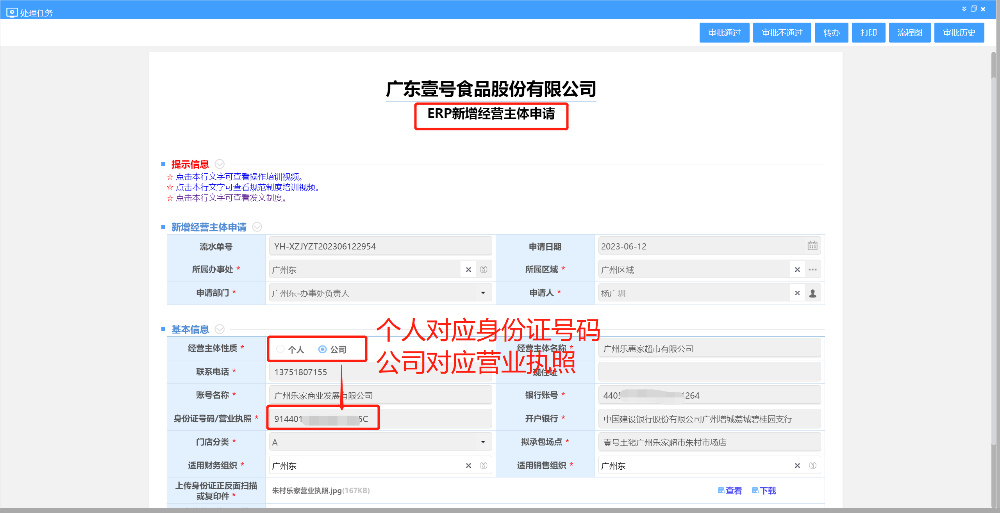 处理任务
审批通过 审批不通过 转办 打印 流程图 审批历史
广东壹号食品股份有限公司
ERP新增经营主体申请
提示信息
☆ 点击本行文字可查看操作培训视频。
☆ 点击本行文字可查看规范制度培训视频。
☆ 点击本行文字可查看发文制度。
新增经营主体申请
流水单号 YH-XZJYZT202306122954 申请日期 2023-06-12
所属办事处 * 广州东 所属区域 * 广州区域
申请部门 * 广州东-办事处负责人 申请人 * 杨广圳
基本信息
个人对应身份证号码
公司对应营业执照
经营主体性质 * 个人 公司 经营主体名称 * 广州乐惠家超市有限公司
联系电话 * 13751807155 现住址
账号名称 * 广州乐家商业发展有限公司 银行账号 * 4405 1264
身份证号码/营业执照 * 914401 5C 开户银行 * 中国建设银行股份有限公司广州增城荔城碧桂园支行
门店分类 * A 拟承包场点 * 壹号土猪广州乐家超市朱村市场店
适用财务组织 * 广州东 适用销售组织 * 广州东
上传身份证正反面扫描
或复印件 * 朱村乐家营业执照.jpg(167KB) 查看 下载